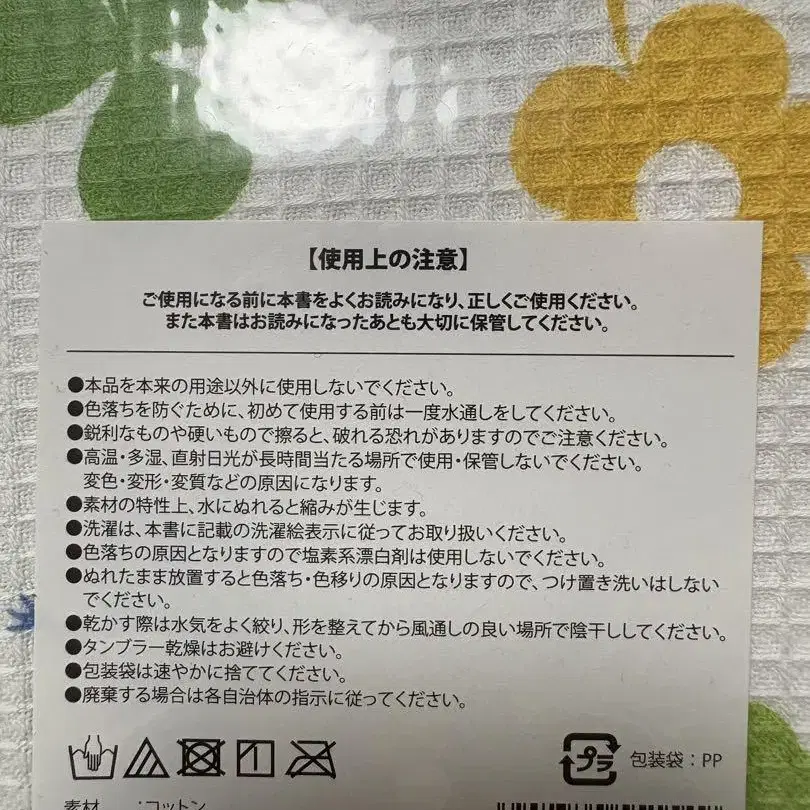 【使用上の注意】
ご使用になる前に本書をよくお読みになり、正しくご使用ください。
また本書はお読みになったあとも大切に保管してください。
●本品を本来の用途以外に使用しないでください。
●色落ちを防ぐために、初めて使用する前は一度水通しをしてください。
●鋭利なものや硬いもので擦ると、破れる恐れがありますのでご注意ください。
●高温・多湿、直射日光が長時間当たる場所で使用・保管しないでください。
変色・変形・変質などの原因になります。
●素材の特性上、水にぬれると縮みが生じます。
●洗濯は、本書に記載の洗濯絵表示に従ってお取り扱いください。
●色落ちの原因となりますので塩素系漂白剤は使用しないでください。
●ぬれたまま放置すると色落ち・色移りの原因となりますので、つけ置き洗いはしない
でください。
●乾かす際は水気をよく絞り、形を整えてから風通しの良い場所で陰干ししてください。
●タンブラー乾燥はお避けください。
●包装袋は速やかに捨ててください。
●廃棄する場合は各自治体の指示に従ってください。
プラ 包装袋：PP
素材　：コットン